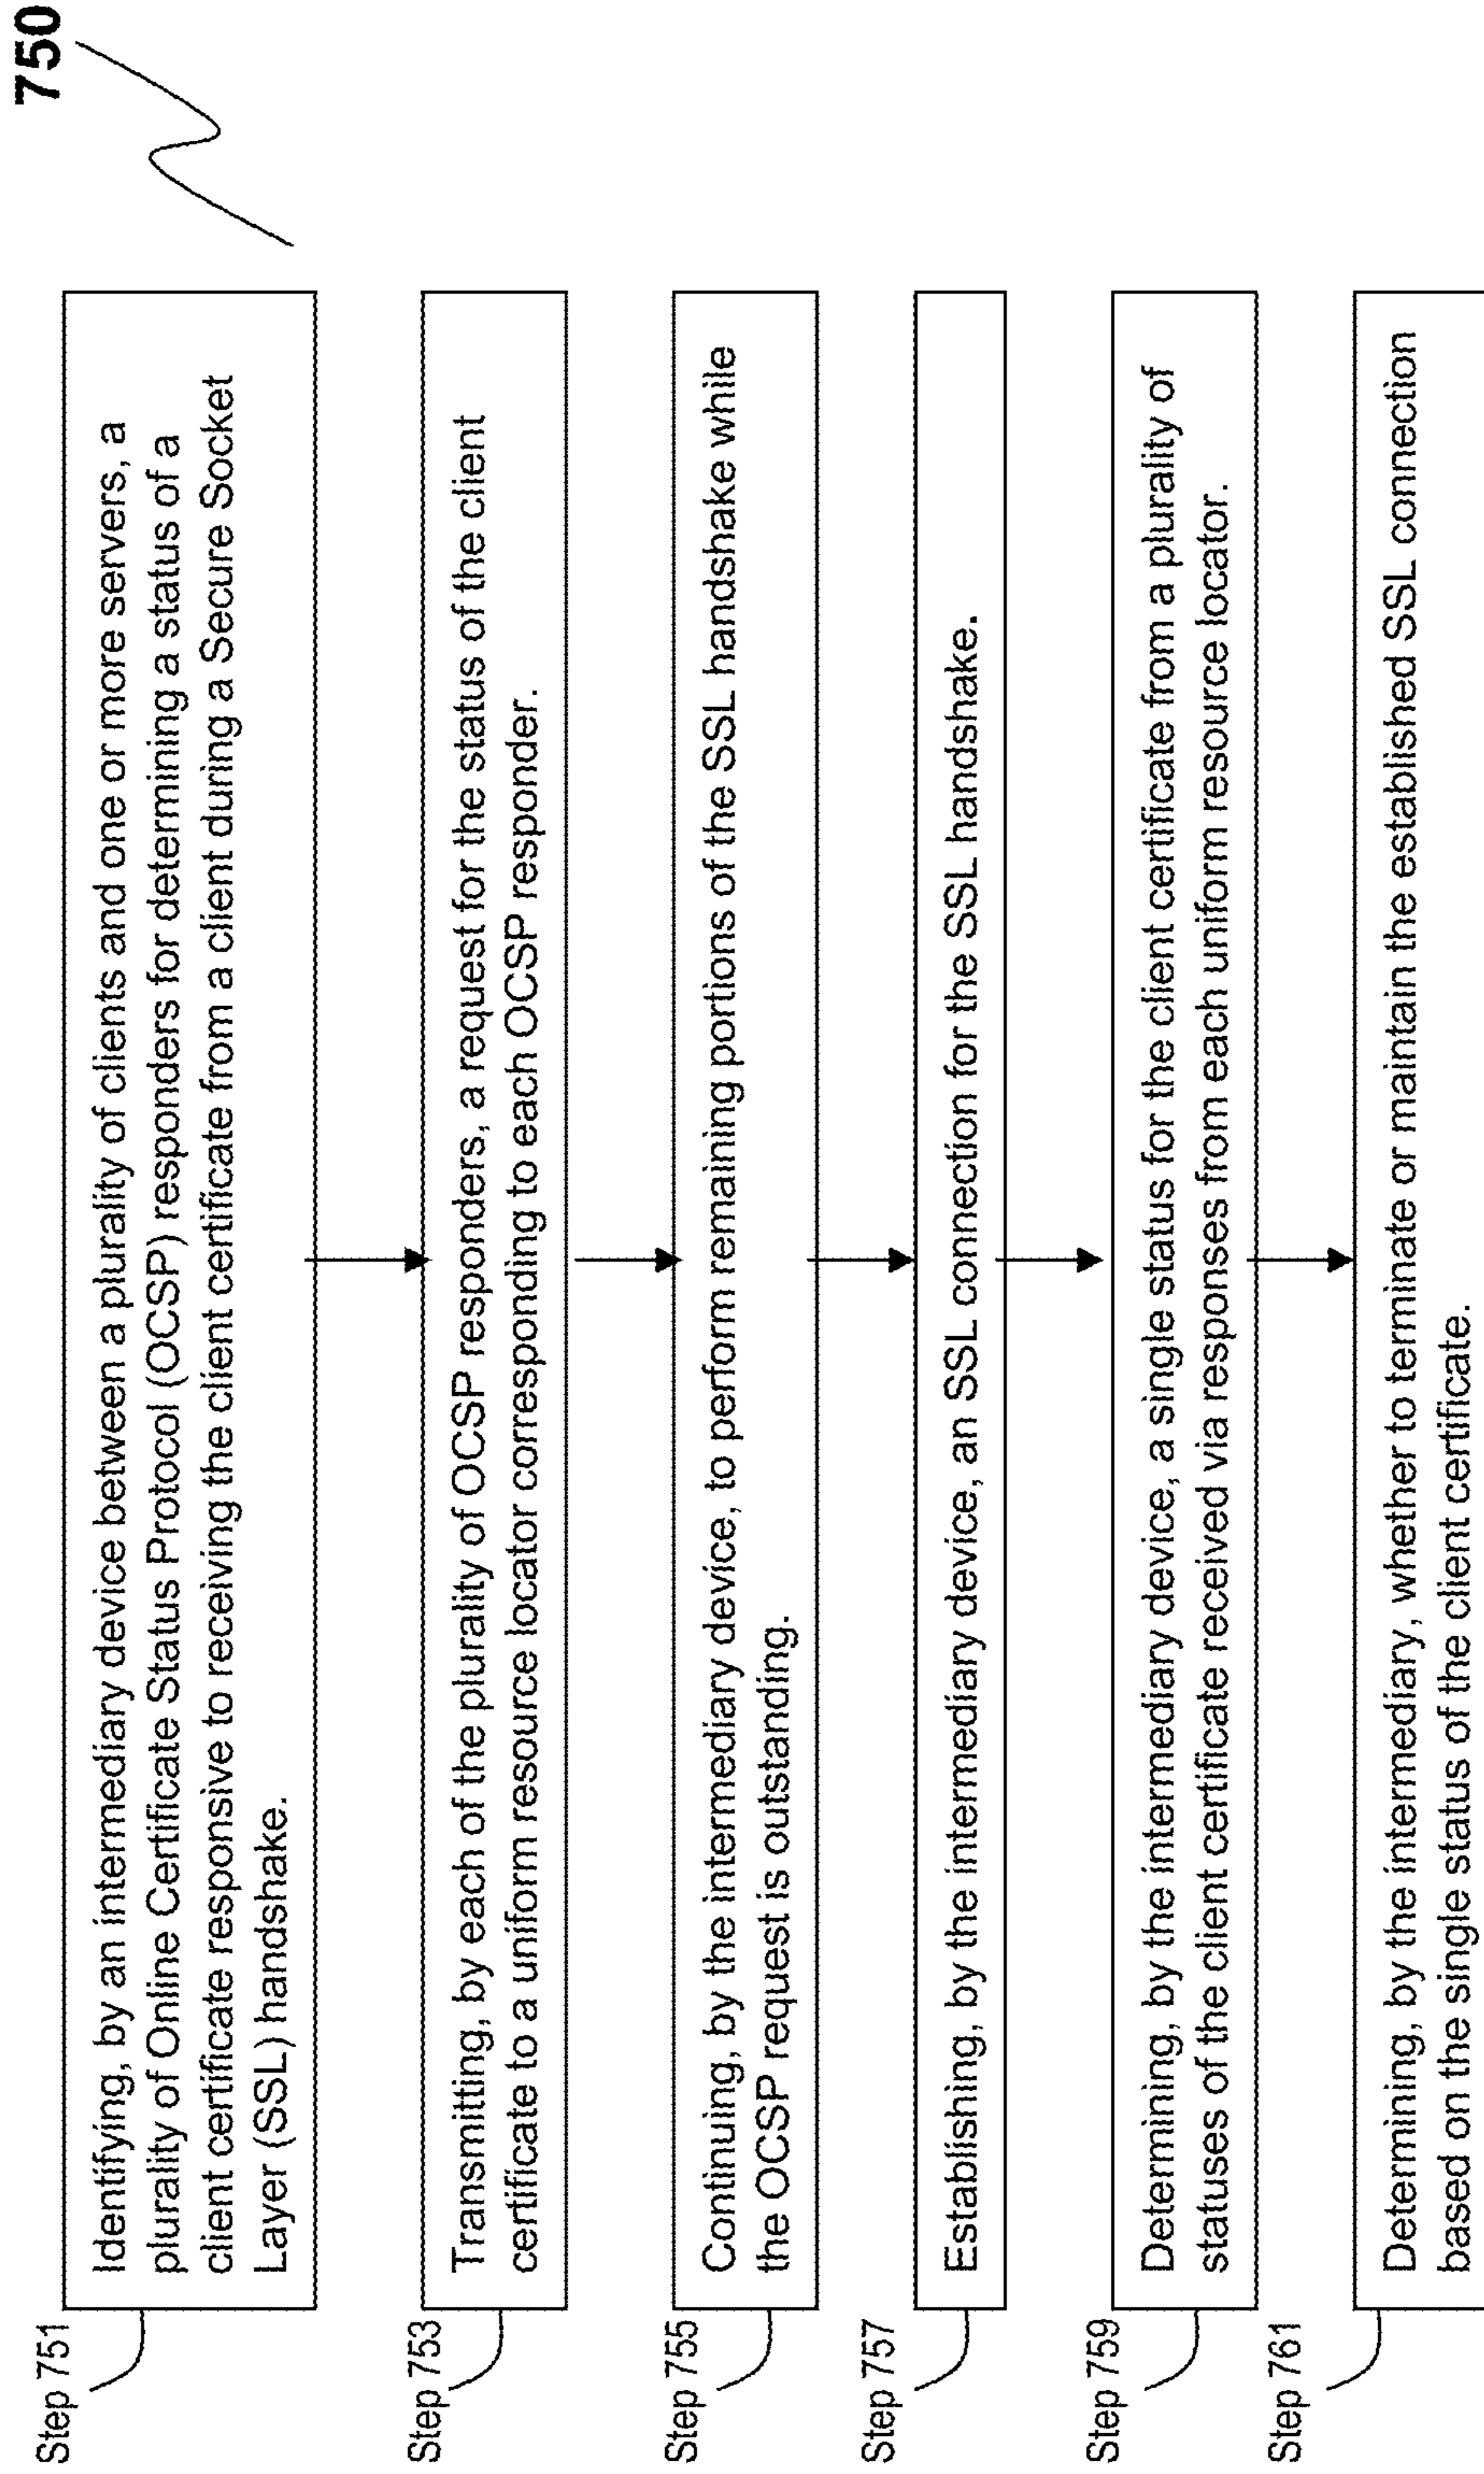 750
Step 751
Identifying, by an intermediary device between a plurality of clients and one or more servers, a
plurality of Online Certificate Status Protocol (OCSP) responders for determining a status of a
client certificate responsive to receiving the client certificate from a client during a Secure Socket
Layer (SSL) handshake.
Step 753
Transmitting, by each of the plurality of OCSP responders, a request for the status of the client
certificate to a uniform resource locator corresponding to each OCSP responder.
Step 755
Continuing, by the intermediary device, to perform remaining portions of the SSL handshake while
the OCSP request is outstanding.
Step 757
Establishing, by the intermediary device, an SSL connection for the SSL handshake.
Step 759
Determining, by the intermediary device, a single status for the client certificate from a plurality of
statuses of the client certificate received via responses from each uniform resource locator.
Step 761
Determining, by the intermediary, whether to terminate or maintain the established SSL connection
based on the single status of the client certificate.